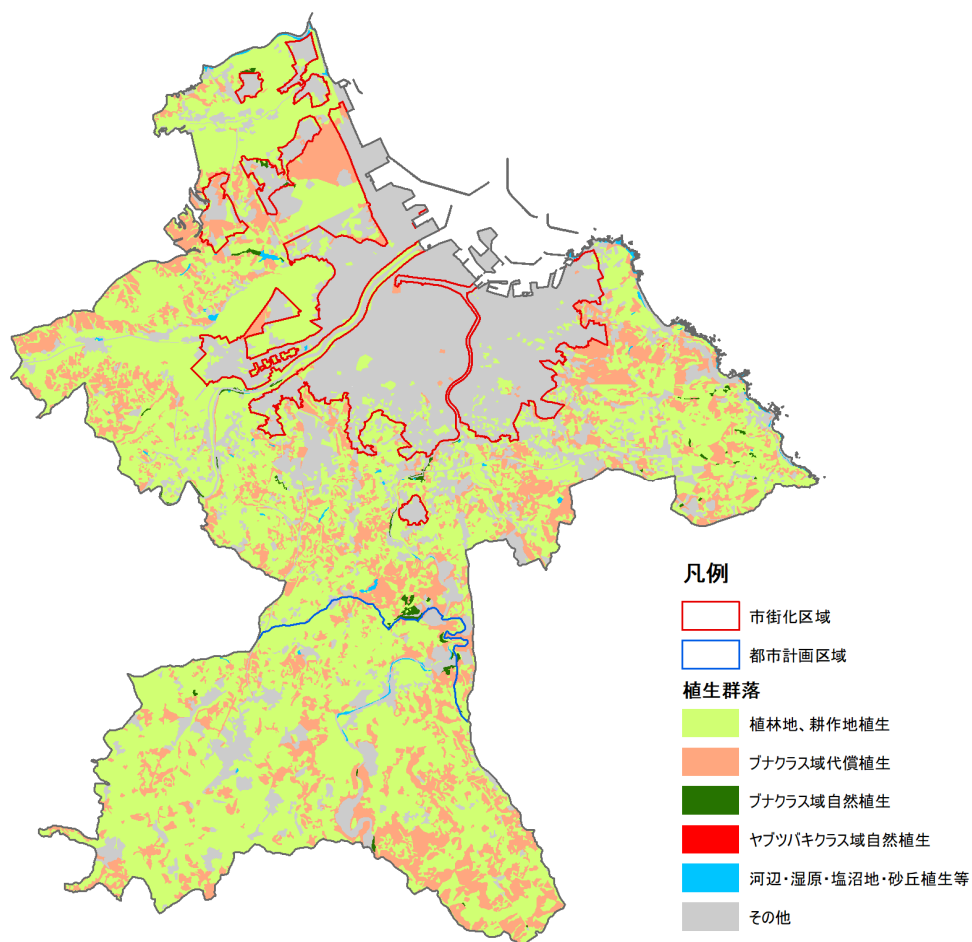 凡例
市街化区域
都市計画区域
植生群落
植林地、耕作地植生
ブナクラス域代償植生
ブナクラス域自然植生
ヤブツバキクラス域自然植生
河辺・湿原・塩沼地・砂丘植生等
その他